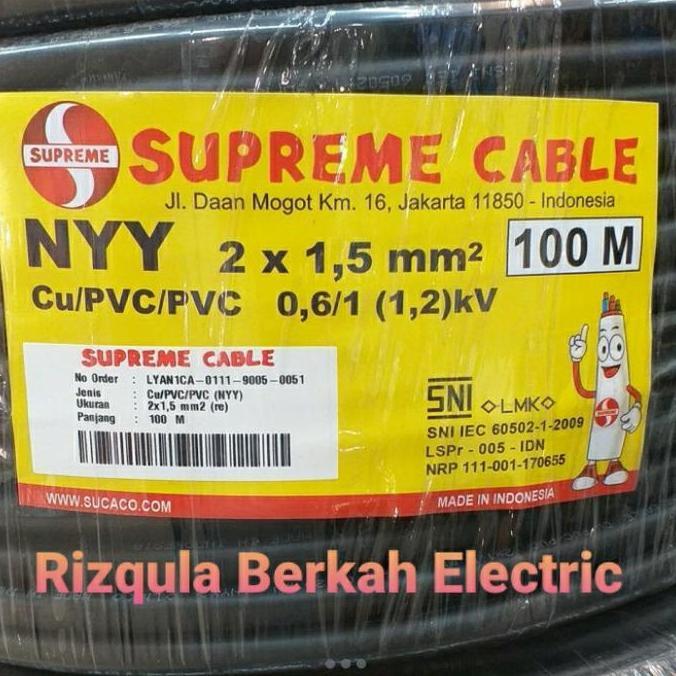 SUPREME
SUPREME CABLE
Jl. Daan Mogot Km. 16, Jakarta 11850 - Indonesia
NYY 2 x 1,5 mm² 100 M
Cu/PVC/PVC 0,6/1 (1,2)kV
SUPREME CABLE
No Order : LYAN1CA-0111-9005-0051
Jenis : Cu/PVC/PVC (NYY)
Ukuran : 2x1,5 mm2 (re)
Panjang : 100 M
SNI ◇LMK◇
SNI IEC 60502-1-2009
LSPr - 005 - IDN
NRP 111-001-170655
SUPREME
WWW.SUCACO.COM
MADE IN INDONESIA
Rizqula Berkah Electric